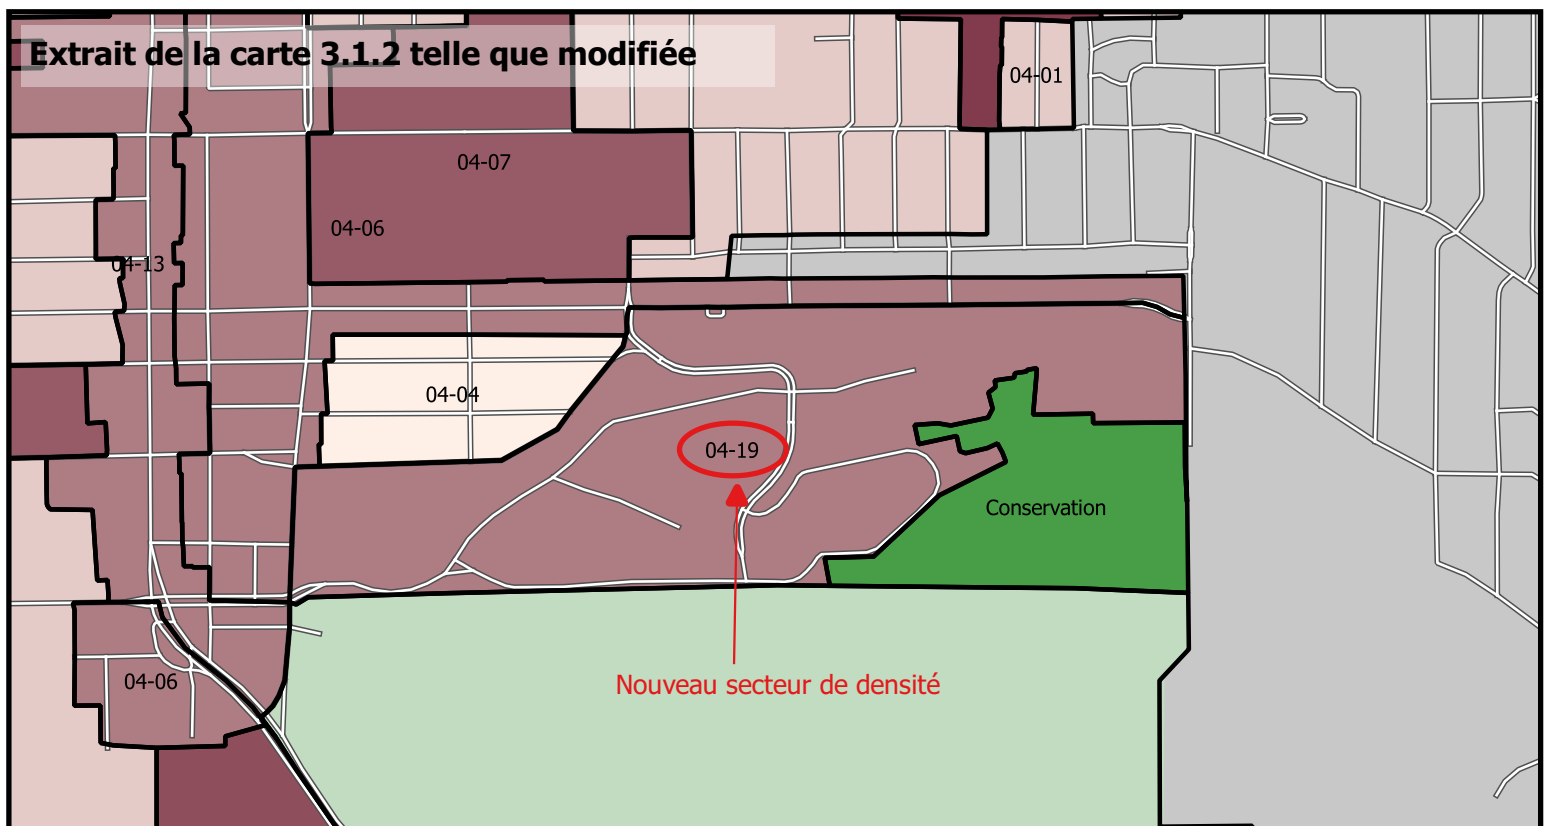 Extrait de la carte 3.1.2 telle que modifiée
04-01
04-07
04-06
04-13
04-04
04-19
Conservation
04-06
Nouveau secteur de densité